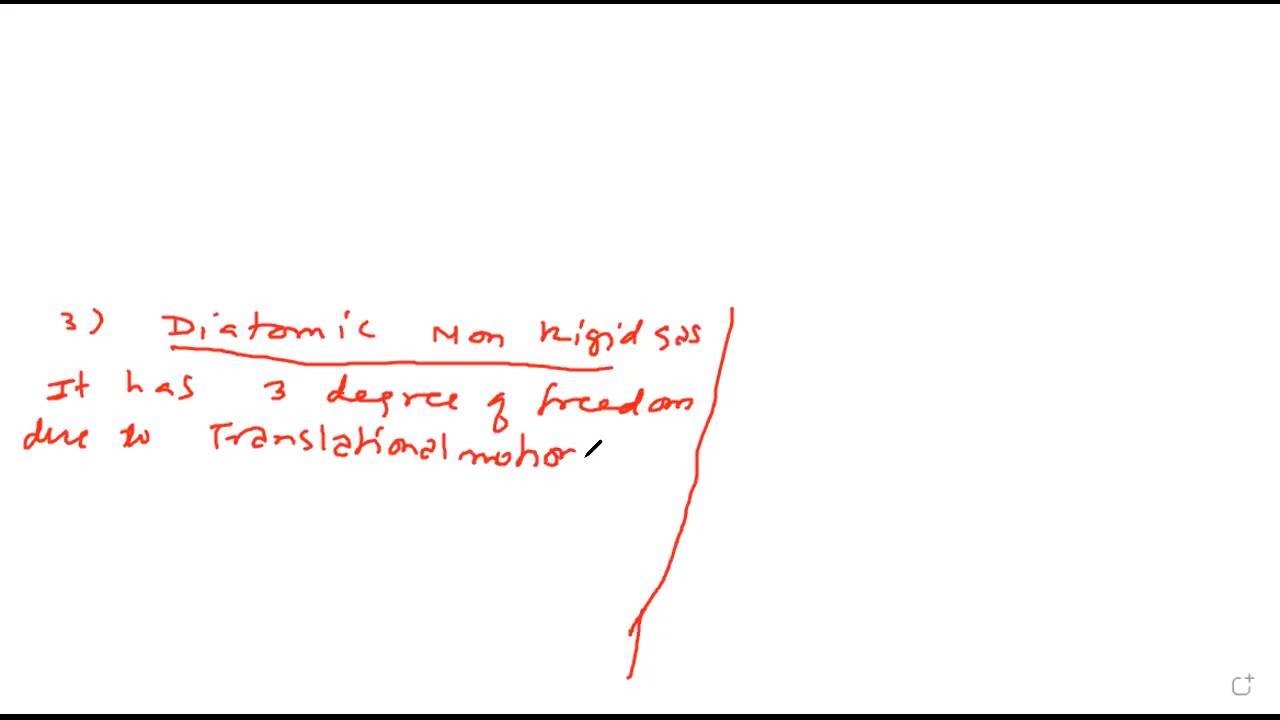 3) Diatomic Non Rigid gas
It has 3 degree of freedom
due to Translational motion